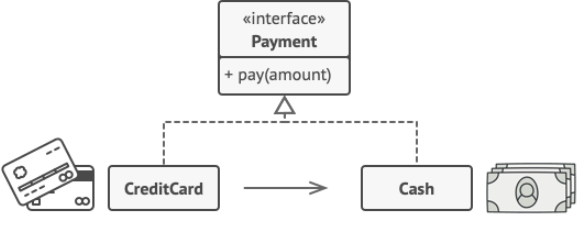 «interface»
Payment
+ pay(amount)
CreditCard
Cash